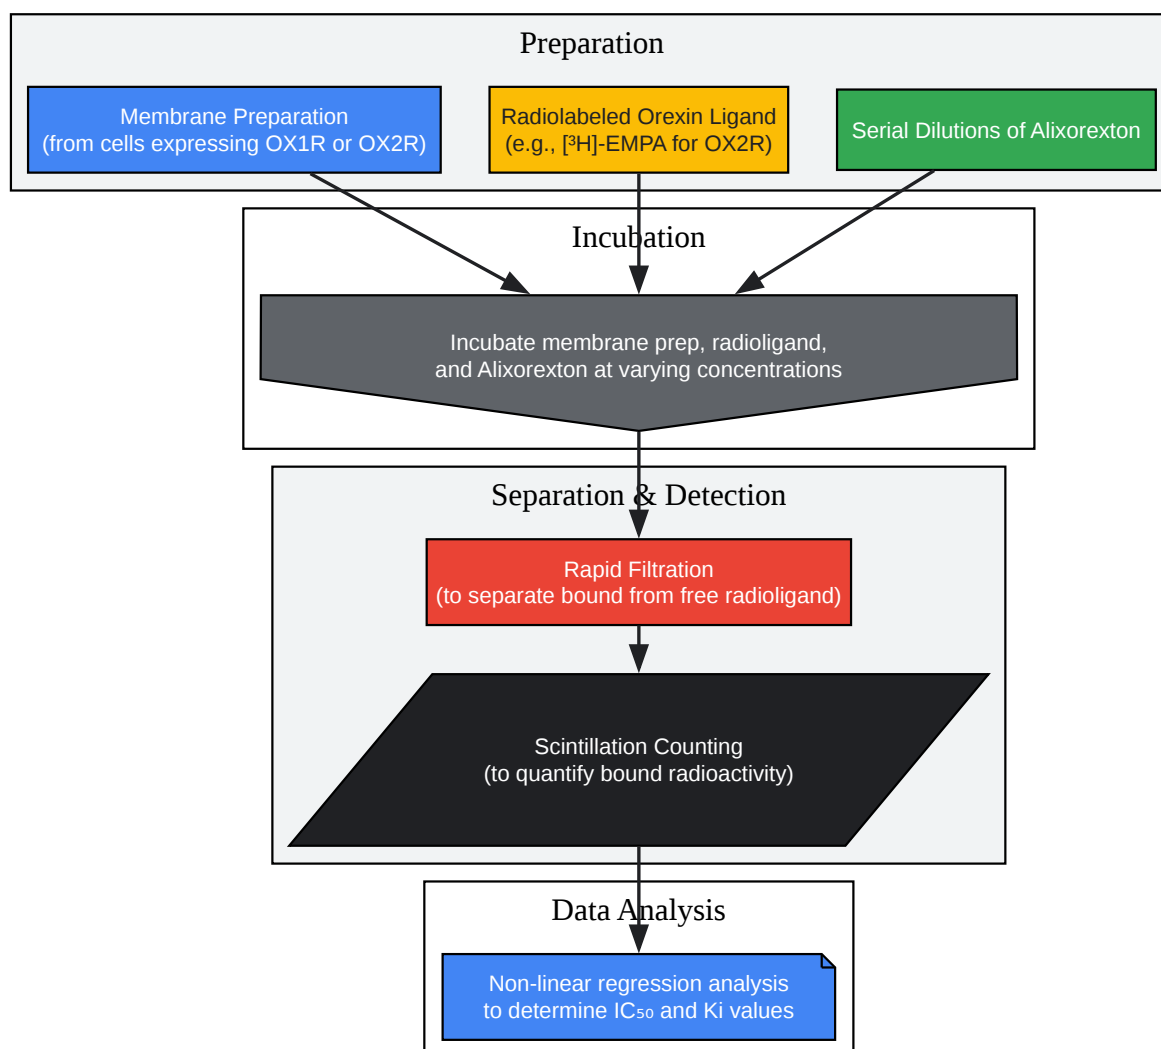 Preparation
Membrane Preparation
(from cells expressing OX1R or OX2R)
Radiolabeled Orexin Ligand
(e.g., [³H]-EMPA for OX2R)
Serial Dilutions of Alixorexton
Incubation
Incubate membrane prep, radioligand,
and Alixorexton at varying concentrations
Separation & Detection
Rapid Filtration
(to separate bound from free radioligand)
Scintillation Counting
(to quantify bound radioactivity)
Data Analysis
Non-linear regression analysis
to determine IC₅₀ and Ki values